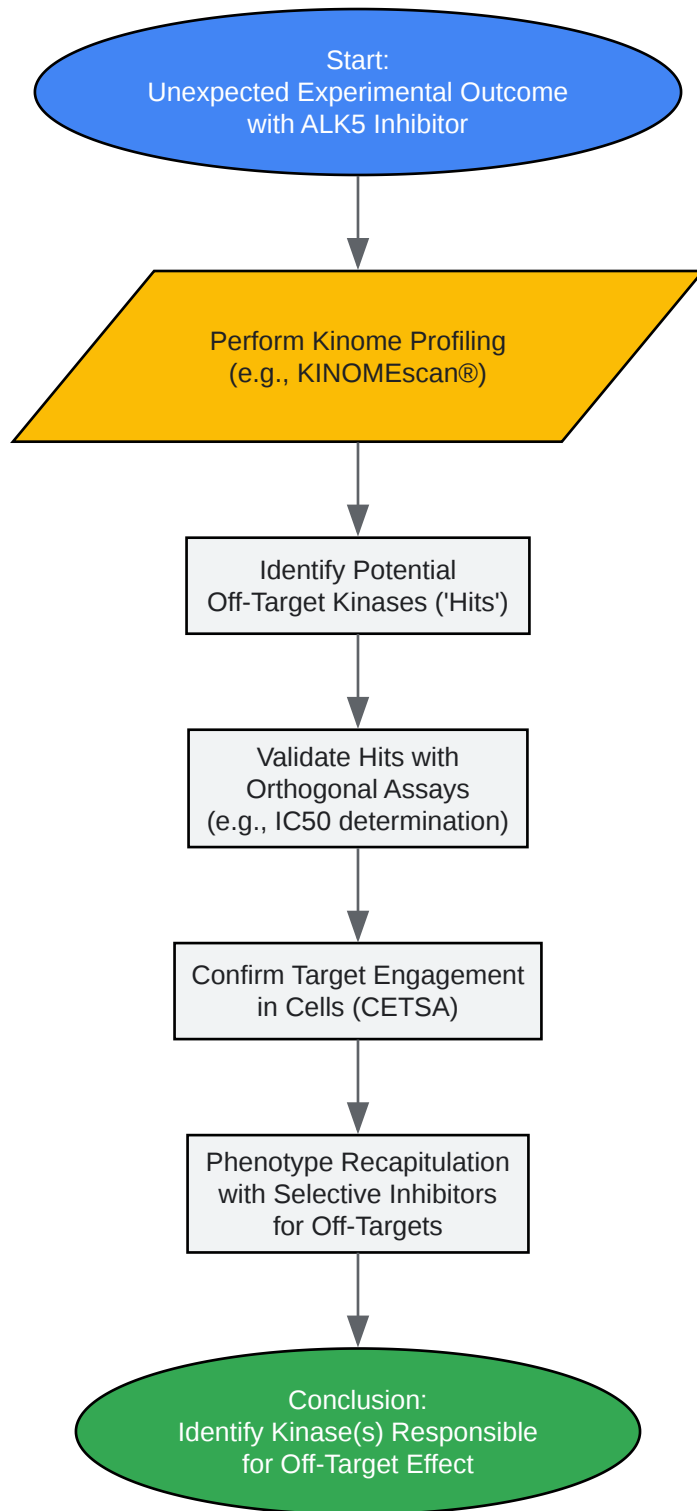 Start:
Unexpected Experimental Outcome
with ALK5 Inhibitor
Perform Kinome Profiling
(e.g., KINOMEscan®)
Identify Potential
Off-Target Kinases ('Hits')
Validate Hits with
Orthogonal Assays
(e.g., IC50 determination)
Confirm Target Engagement
in Cells (CETSA)
Phenotype Recapitulation
with Selective Inhibitors
for Off-Targets
Conclusion:
Identify Kinase(s) Responsible
for Off-Target Effect